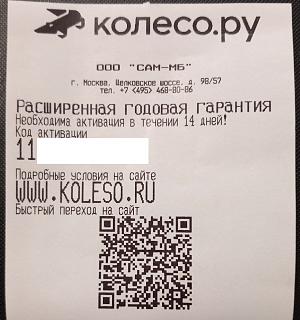 колесо.ру
ООО "САМ-МБ"
г. Москва, Щелковское шоссе, д. 98/57
тел. +7 (495) 468-80-86
Расширенная годовая гарантия
Необходима активация в течении 14 дней!
Код активации
11
Подробные условия на сайте
WWW.KOLESO.RU
Быстрый переход на сайт